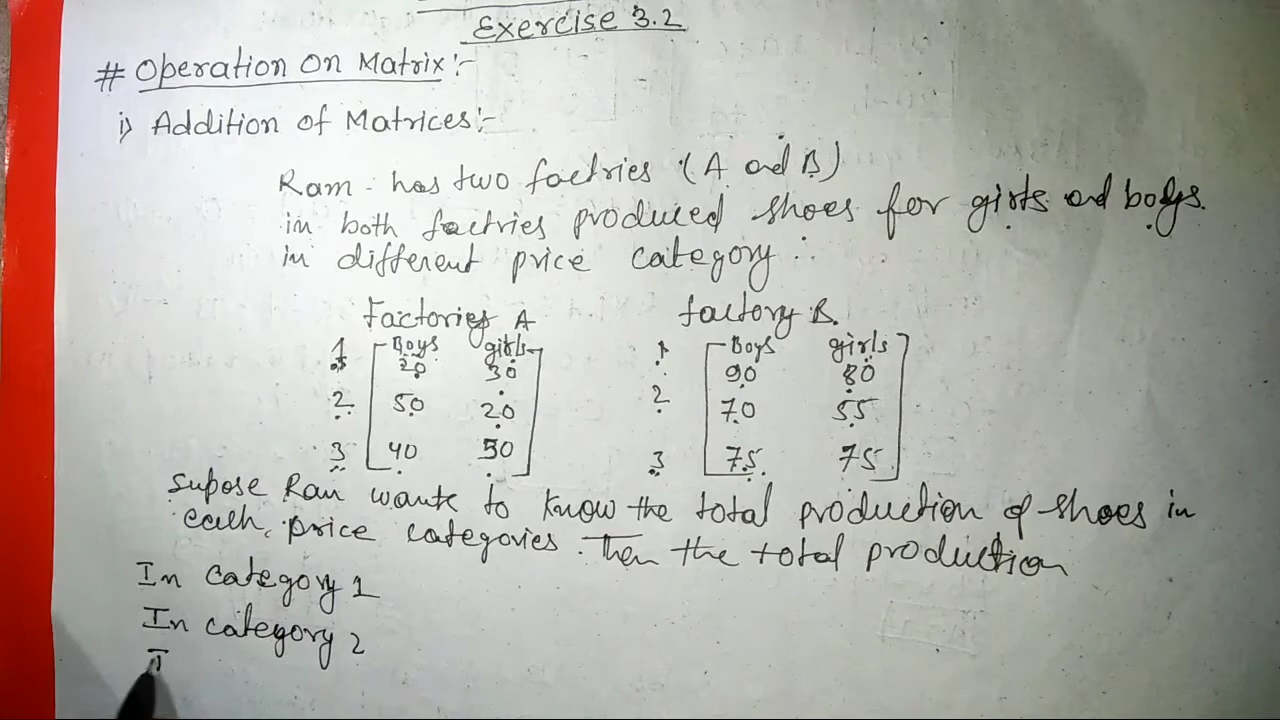 Exercise 3.2
# Operation On Matrix :-
i) Addition of Matrices :-
Ram - has two factries (A and B)
in both factries produced shoes for girls and boys.
in different price category :
Factories A factory B.
Boys girls Boys girls
1 20 30 1 90 80
2 50 20 2 70 55
3 40 50 3 75 75
Supose Ram wants to know the total production of shoes in
each price categories. Then the total production
In category 1
In category 2
I